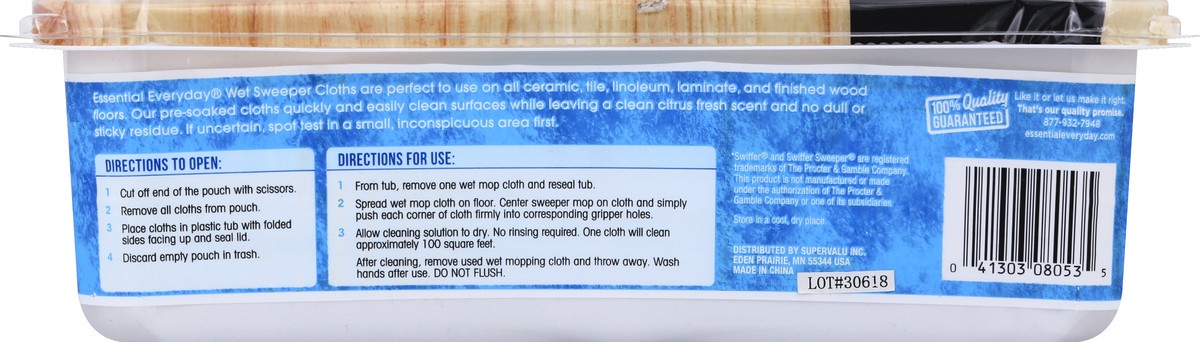 Essential Everyday® Wet Sweeper Cloths are perfect to use on all ceramic, tile, linoleum, laminate, and finished wood
floors. Our pre-soaked cloths quickly and easily clean surfaces while leaving a clean citrus fresh scent and no dull or
sticky residue. If uncertain, spot test in a small, inconspicuous area first.
DIRECTIONS TO OPEN:
1 Cut off end of the pouch with scissors.
2 Remove all cloths from pouch.
3 Place cloths in plastic tub with folded
sides facing up and seal lid.
4 Discard empty pouch in trash.
DIRECTIONS FOR USE:
1 From tub, remove one wet mop cloth and reseal tub.
2 Spread wet mop cloth on floor. Center sweeper mop on cloth and simply
push each corner of cloth firmly into corresponding gripper holes.
3 Allow cleaning solution to dry. No rinsing required. One cloth will clean
approximately 100 square feet.
After cleaning, remove used wet mopping cloth and throw away. Wash
hands after use. DO NOT FLUSH.
*Swiffer® and Swiffer Sweeper® are registered
trademarks of The Procter & Gamble Company.
This product is not manufactured or made
under the authorization of The Procter &
Gamble Company or one of its subsidiaries.
Store in a cool, dry place.
DISTRIBUTED BY SUPERVALU INC.
EDEN PRAIRIE, MN 55344 USA
MADE IN CHINA
LOT#30618
100% Quality
GUARANTEED
Like it or let us make it right.
That's our quality promise.
877-932-7948
essentialeveryday.com
0 41303 08053 5